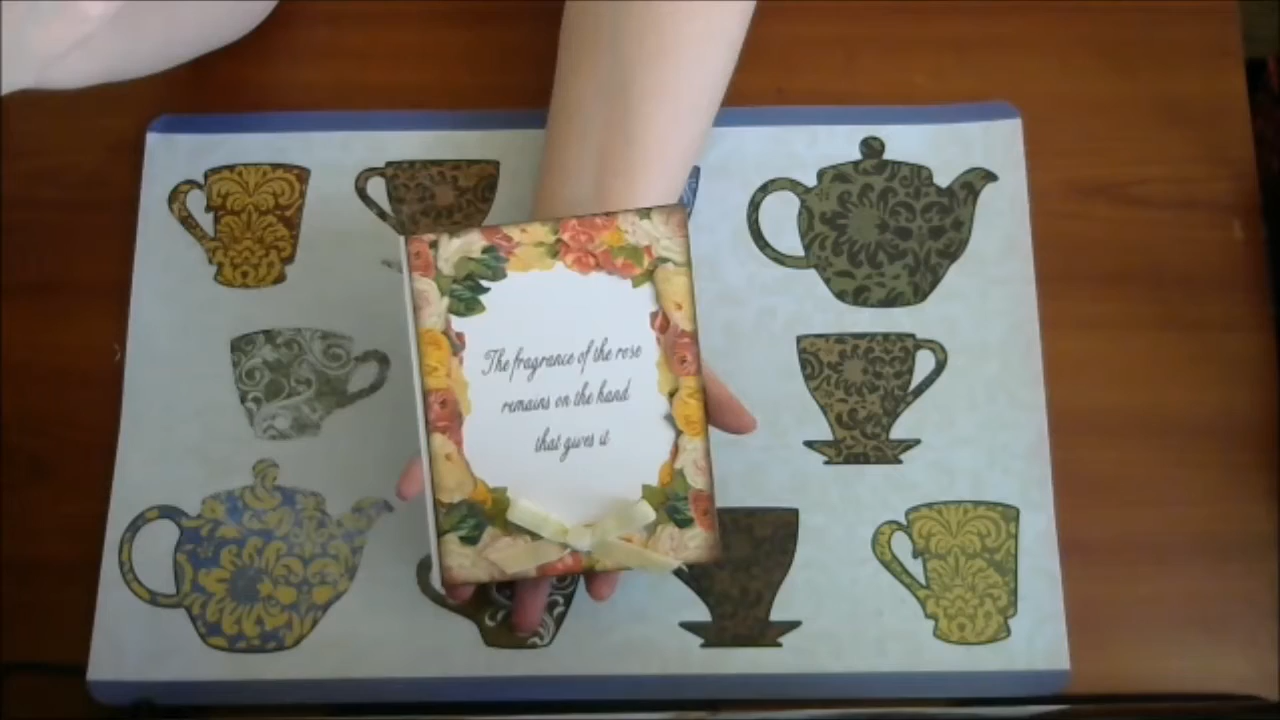 The fragrance of the rose
remains on the hand
that gives it